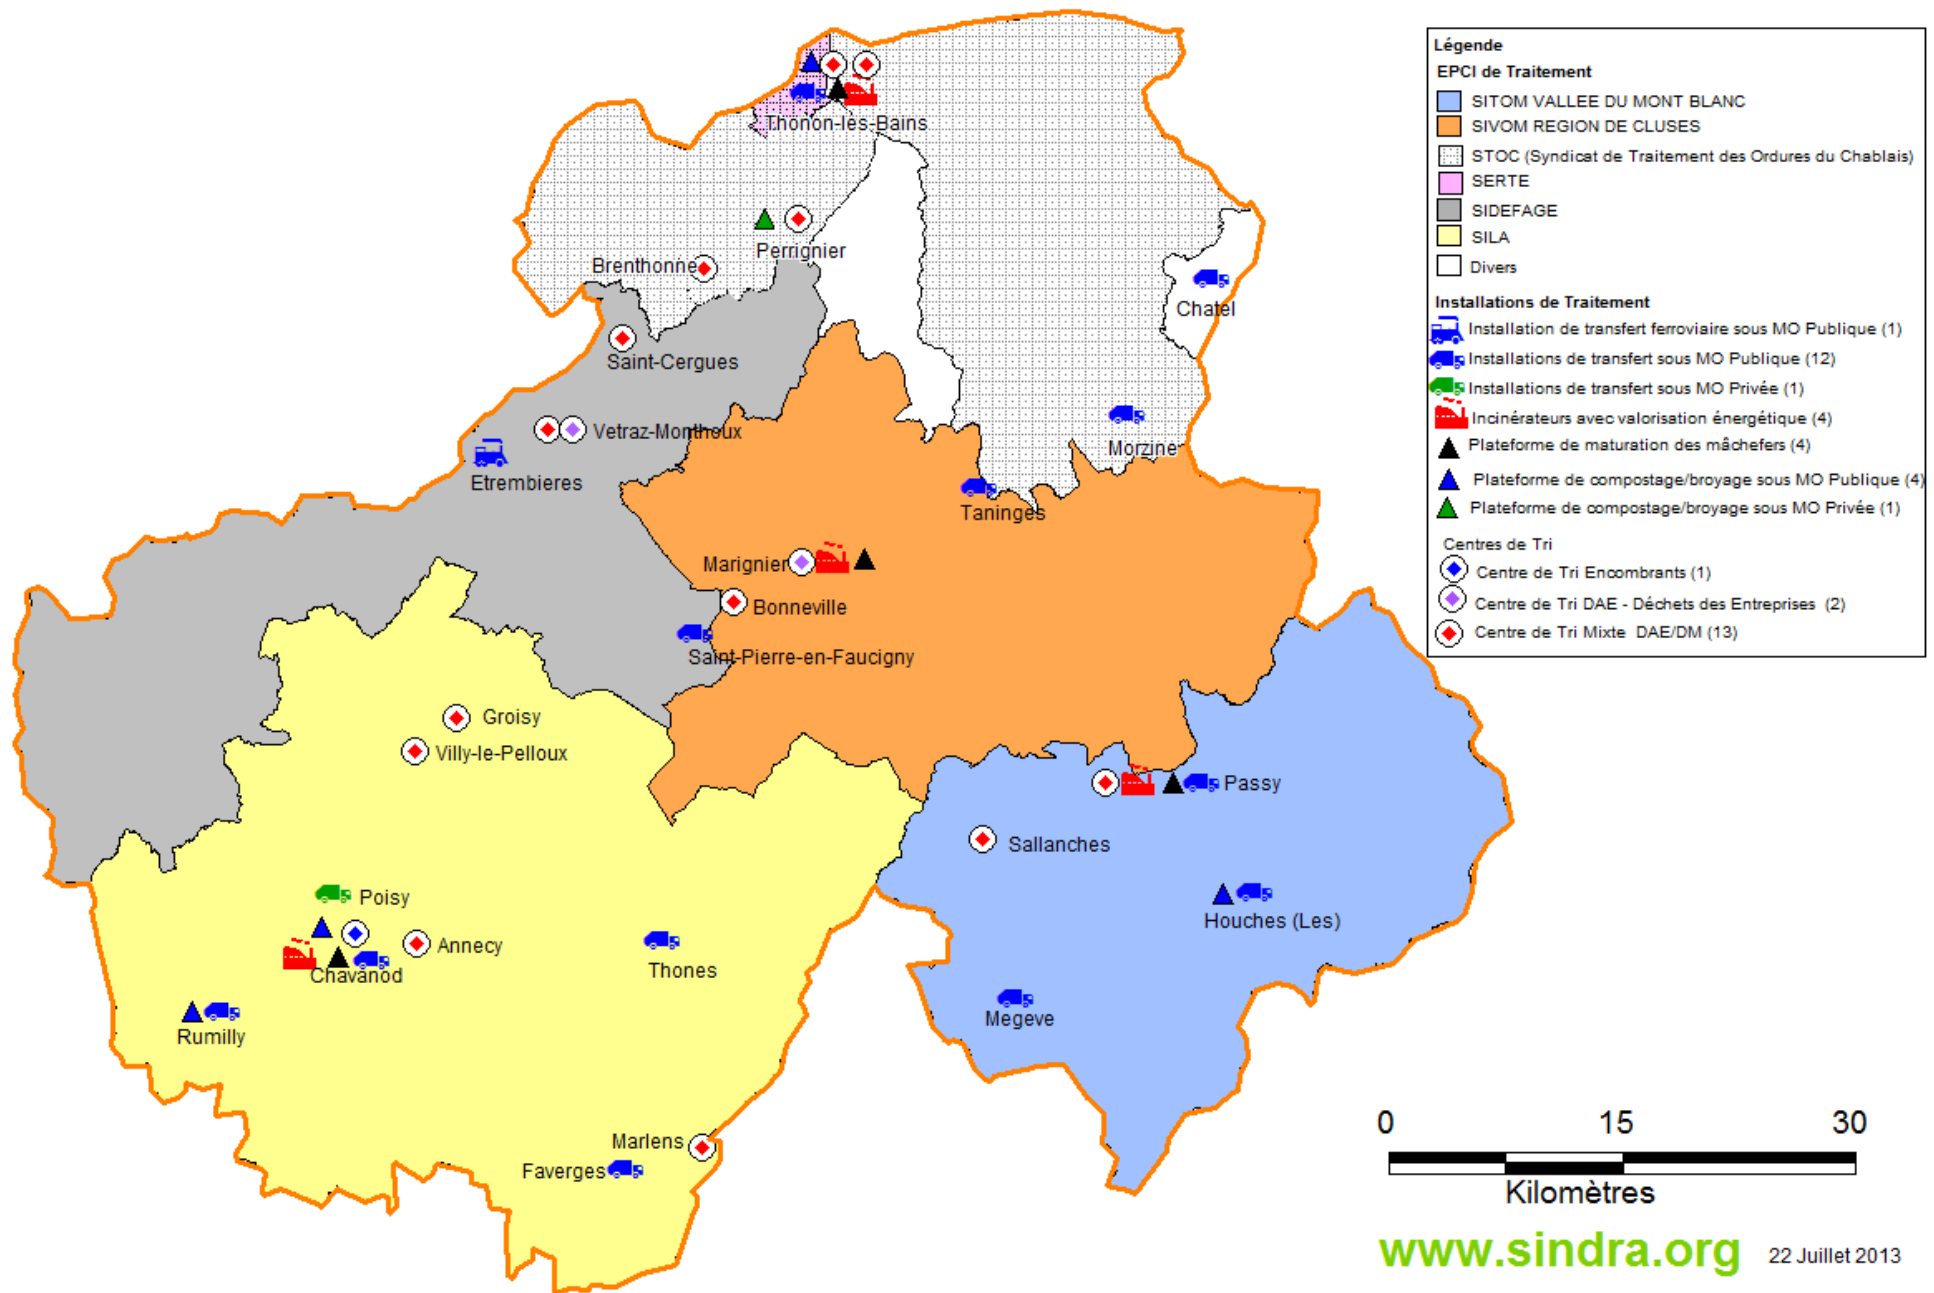 Légende
EPCI de Traitement
SITOM VALLEE DU MONT BLANC
SIVOM REGION DE CLUSES
STOC (Syndicat de Traitement des Ordures du Chablais)
SERTE
SIDEFAGE
SILA
Divers
Installations de Traitement
Installation de transfert ferroviaire sous MO Publique (1)
Installations de transfert sous MO Publique (12)
Installations de transfert sous MO Privée (1)
Incinérateurs avec valorisation énergétique (4)
Plateforme de maturation des mâchefers (4)
Plateforme de compostage/broyage sous MO Publique (4)
Plateforme de compostage/broyage sous MO Privée (1)
Centres de Tri
Centre de Tri Encombrants (1)
Centre de Tri DAE - Déchets des Entreprises (2)
Centre de Tri Mixte DAE/DM (13)
Thonon-les-Bains
Perrignier
Brenthonne
Chatel
Saint-Cergues
Vetraz-Monthoux
Morzine
Etrembieres
Taninges
Marignier
Bonneville
Saint-Pierre-en-Faucigny
Groisy
Villy-le-Pelloux
Passy
Sallanches
Poisy
Houches (Les)
Annecy
Chavanod
Thones
Megeve
Rumilly
Marlens
Faverges
0 15 30
Kilomètres
www.sindra.org
22 Juillet 2013